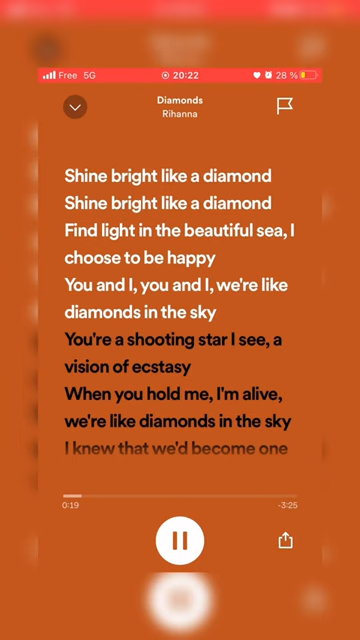 Free 5G 20:22 28 %
Diamonds
Rihanna
Shine bright like a diamond
Shine bright like a diamond
Find light in the beautiful sea, I
choose to be happy
You and I, you and I, we're like
diamonds in the sky
You're a shooting star I see, a
vision of ecstasy
When you hold me, I'm alive,
we're like diamonds in the sky
I knew that we'd become one
0:19 -3:25